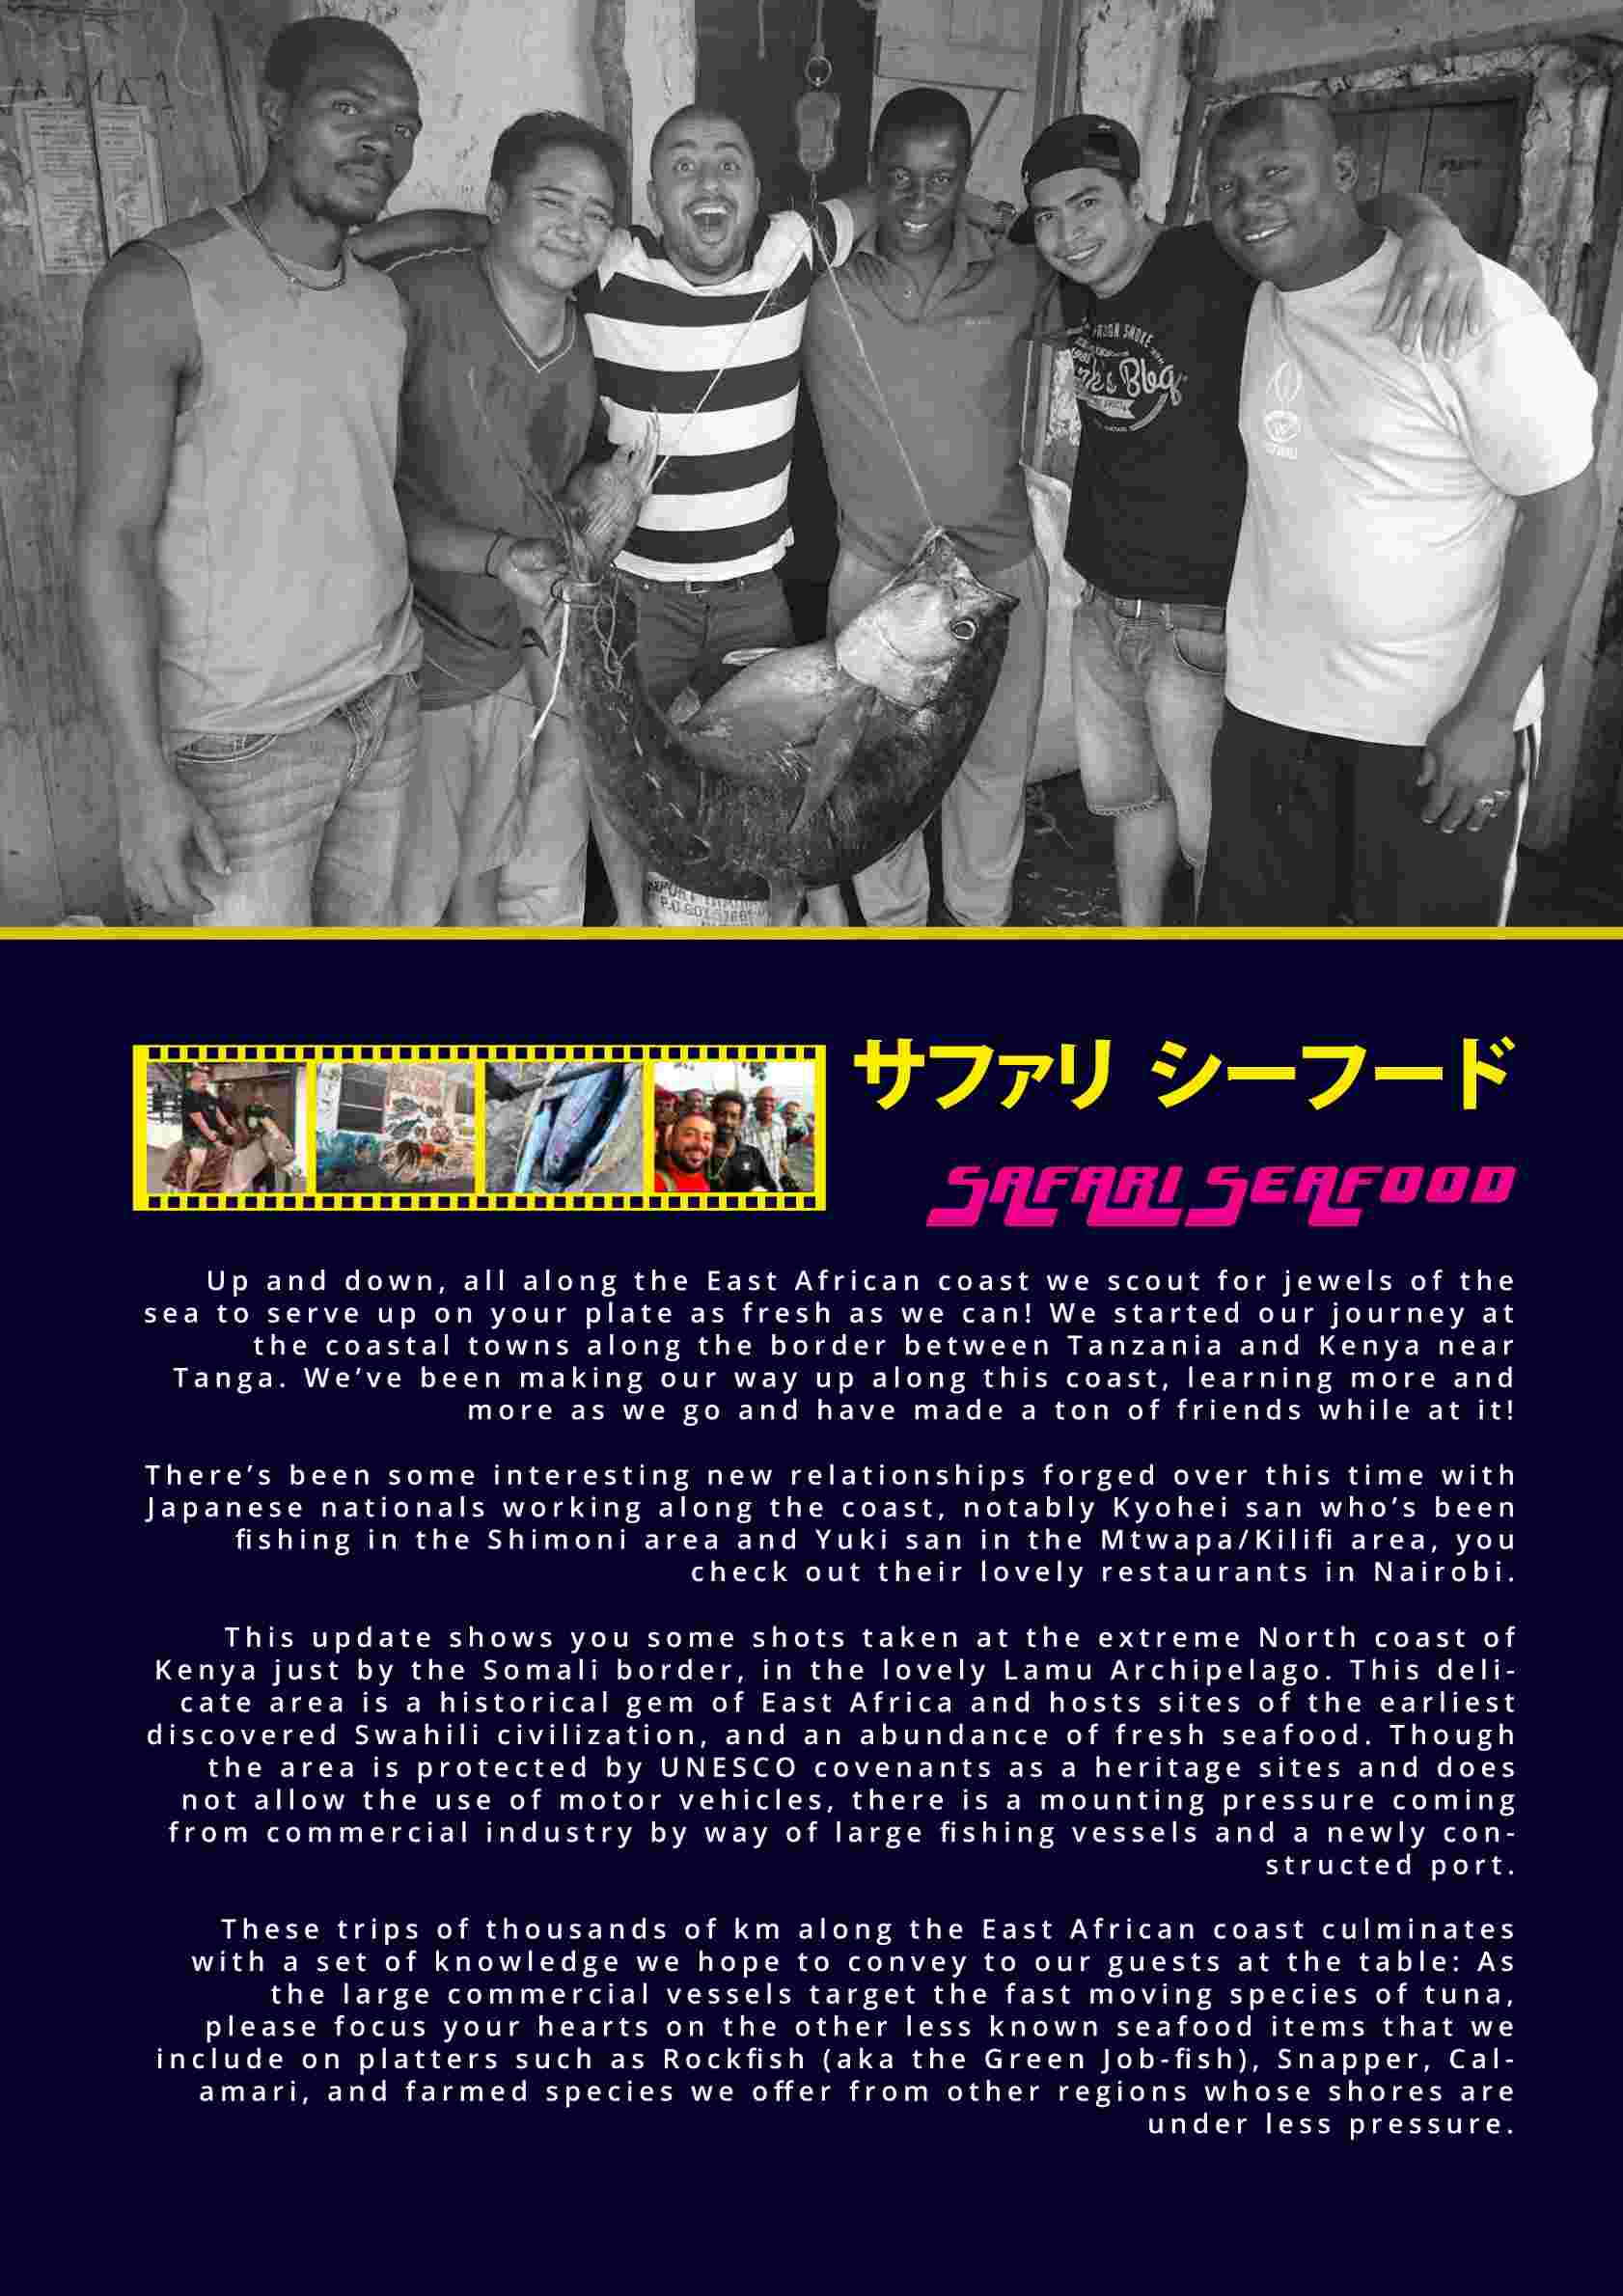 FRESH SMOKE
Bbq
サファリ シーフード
SAFARI SEAFOOD
Up and down, all along the East African coast we scout for jewels of the
sea to serve up on your plate as fresh as we can! We started our journey at
the coastal towns along the border between Tanzania and Kenya near
Tanga. We’ve been making our way up along this coast, learning more and
more as we go and have made a ton of friends while at it!
There’s been some interesting new relationships forged over this time with
Japanese nationals working along the coast, notably Kyohei san who’s been
fishing in the Shimoni area and Yuki san in the Mtwapa/Kilifi area, you
check out their lovely restaurants in Nairobi.
This update shows you some shots taken at the extreme North coast of
Kenya just by the Somali border, in the lovely Lamu Archipelago. This deli-
cate area is a historical gem of East Africa and hosts sites of the earliest
discovered Swahili civilization, and an abundance of fresh seafood. Though
the area is protected by UNESCO covenants as a heritage sites and does
not allow the use of motor vehicles, there is a mounting pressure coming
from commercial industry by way of large fishing vessels and a newly con-
structed port.
These trips of thousands of km along the East African coast culminates
with a set of knowledge we hope to convey to our guests at the table: As
the large commercial vessels target the fast moving species of tuna,
please focus your hearts on the other less known seafood items that we
include on platters such as Rockfish (aka the Green Job-fish), Snapper, Cal-
amari, and farmed species we offer from other regions whose shores are
under less pressure.